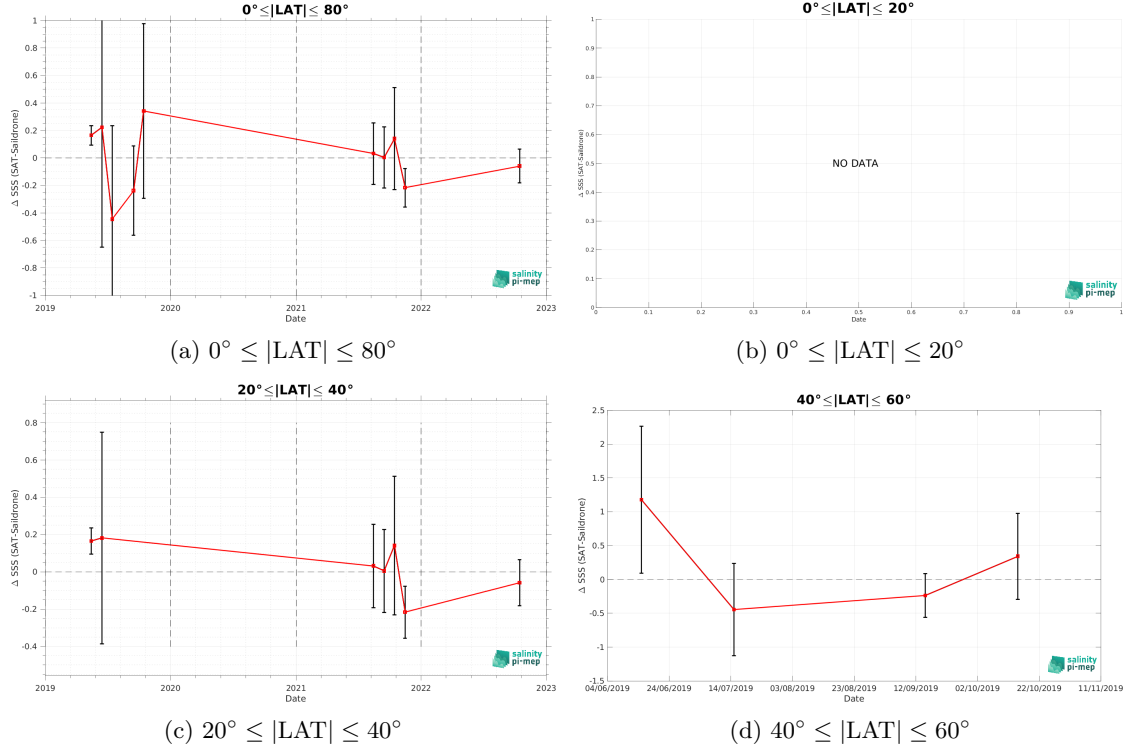 0°≤|LAT|≤ 80°
Δ SSS (SAT-Saildrone)
1
0.8
0.6
0.4
0.2
0
-0.2
-0.4
-0.6
-0.8
-1
2019
2020
2021
2022
2023
Date
salinity
pi-mep
(a) 0° ≤ |LAT| ≤ 80°
0°≤|LAT|≤ 20°
Δ SSS (SAT-Saildrone)
1
0.9
0.8
0.7
0.6
0.5
0.4
0.3
0.2
0.1
0
NO DATA
0
0.1
0.2
0.3
0.4
0.5
0.6
0.7
0.8
0.9
1
Date
salinity
pi-mep
(b) 0° ≤ |LAT| ≤ 20°
20°≤|LAT|≤ 40°
Δ SSS (SAT-Saildrone)
0.8
0.6
0.4
0.2
0
-0.2
-0.4
2019
2020
2021
2022
2023
Date
salinity
pi-mep
(c) 20° ≤ |LAT| ≤ 40°
40°≤|LAT|≤ 60°
Δ SSS (SAT-Saildrone)
2.5
2
1.5
1
0.5
0
-0.5
-1
-1.5
04/06/2019
24/06/2019
14/07/2019
03/08/2019
23/08/2019
12/09/2019
02/10/2019
22/10/2019
11/11/2019
Date
salinity
pi-mep
(d) 40° ≤ |LAT| ≤ 60°